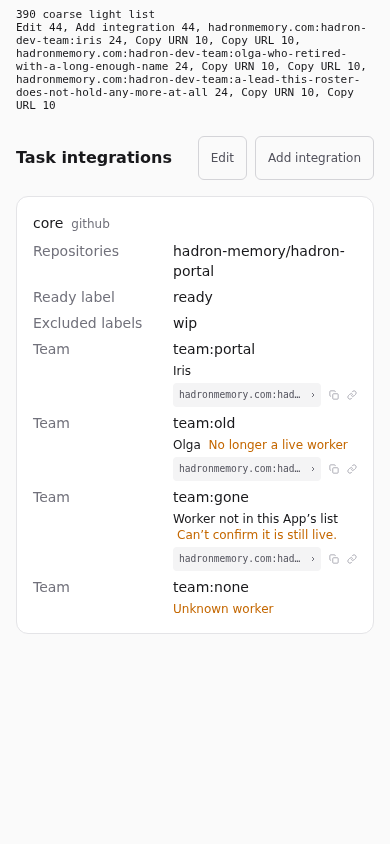 390 coarse light list
Edit 44, Add integration 44, hadronmemory.com:hadron-
dev-team:iris 24, Copy URN 10, Copy URL 10,
hadronmemory.com:hadron-dev-team:olga-who-retired-
with-a-long-enough-name 24, Copy URN 10, Copy URL 10,
hadronmemory.com:hadron-dev-team:a-lead-this-roster-
does-not-hold-any-more-at-all 24, Copy URN 10, Copy
URL 10
Task integrations
Edit
Add integration
core github
Repositories hadron-memory/hadron-
portal
Ready label ready
Excluded labels wip
Team team:portal
Iris
hadronmemory.com:had… ›
Team team:old
Olga No longer a live worker
hadronmemory.com:had… ›
Team team:gone
Worker not in this App’s list
Can’t confirm it is still live.
hadronmemory.com:had… ›
Team team:none
Unknown worker